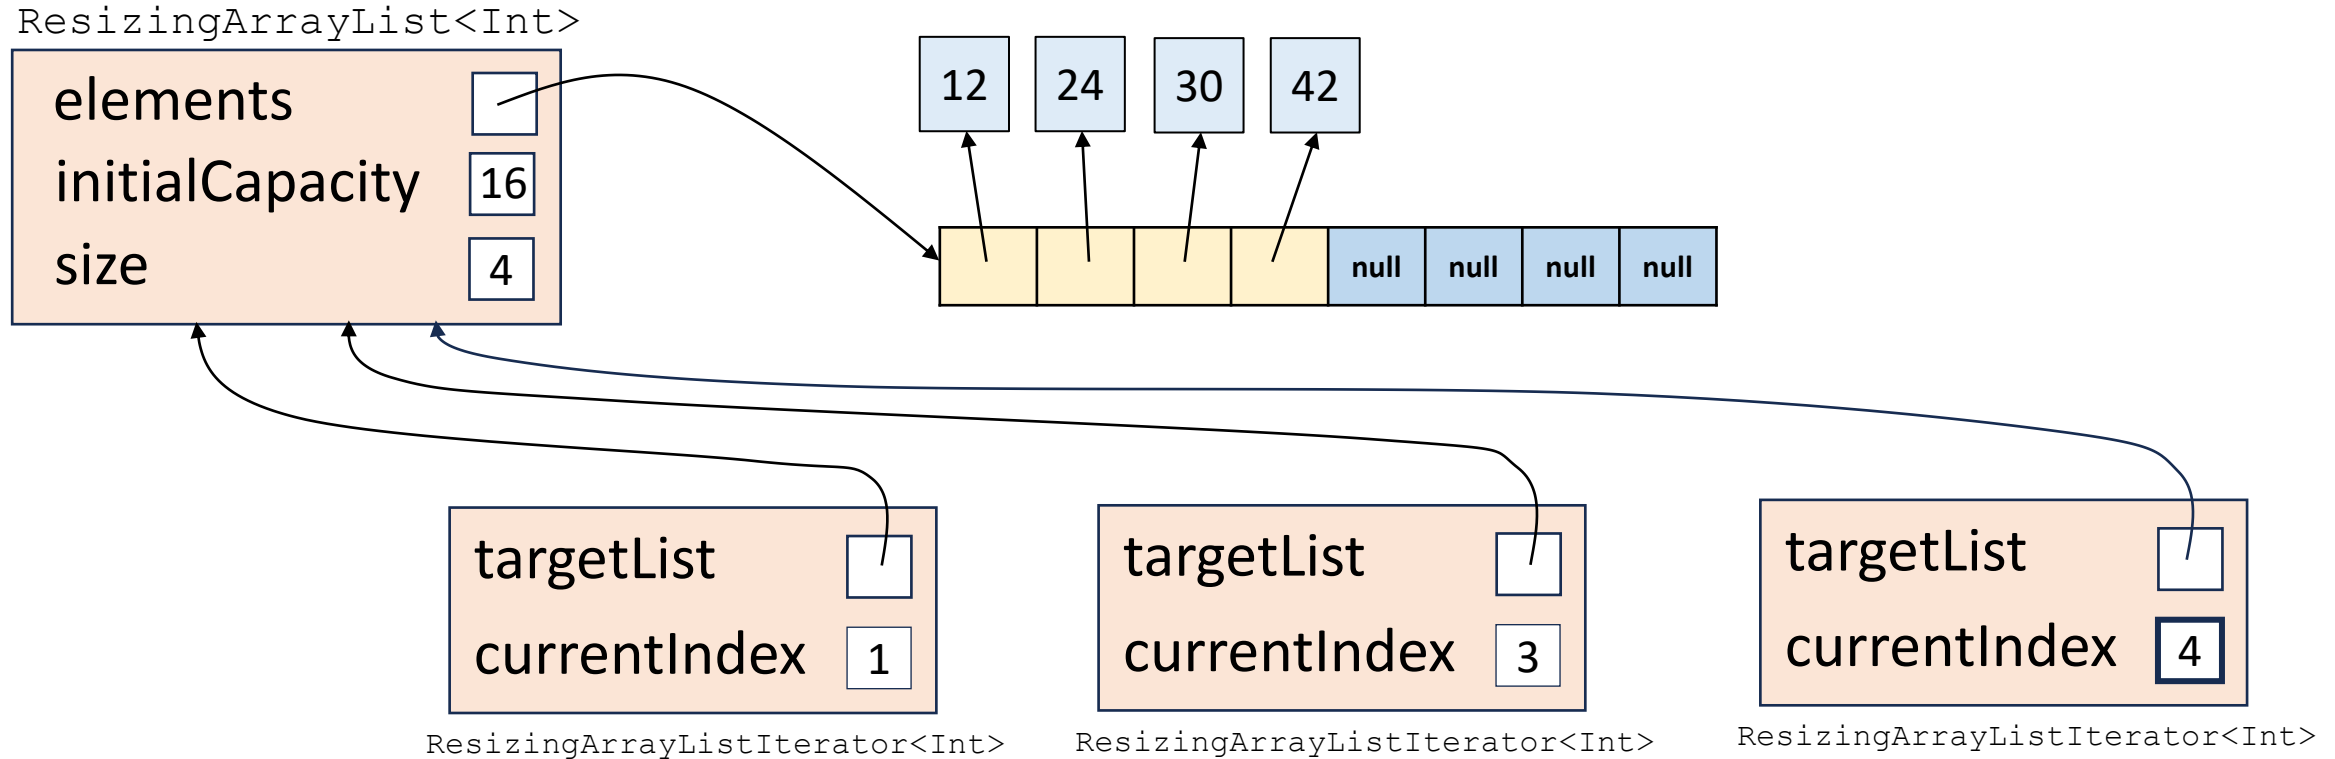 ResizingArrayList<Int>
elements
initialCapacity 16
size 4
12 24 30 42
null null null null
targetList
currentIndex 1
ResizingArrayListIterator<Int>
targetList
currentIndex 3
ResizingArrayListIterator<Int>
targetList
currentIndex 4
ResizingArrayListIterator<Int>